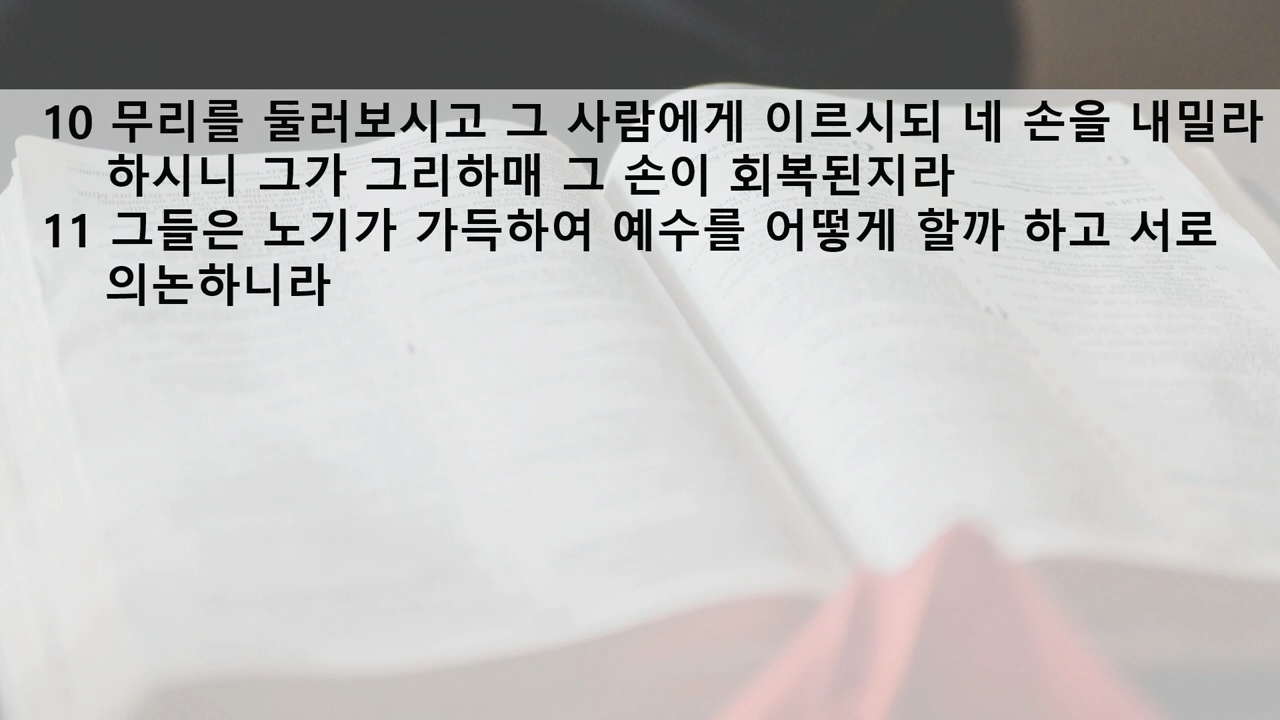 10 무리를 둘러보시고 그 사람에게 이르시되 네 손을 내밀라
하시니 그가 그리하매 그 손이 회복된지라
11 그들은 노기가 가득하여 예수를 어떻게 할까 하고 서로
의논하니라